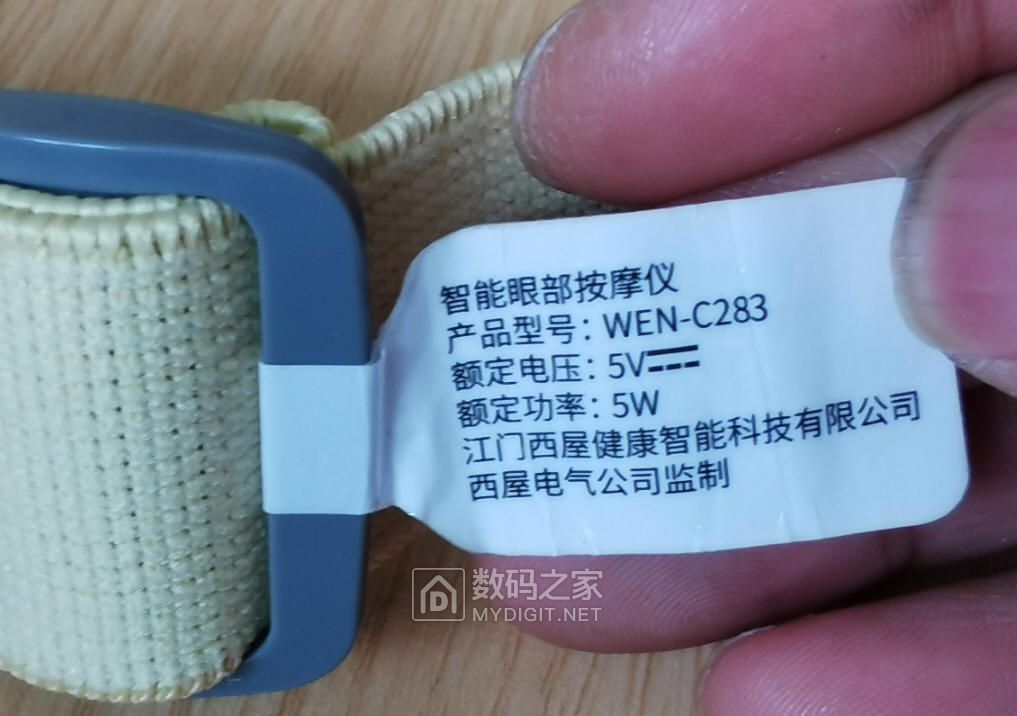 智能眼部按摩仪
产品型号：WEN-C283
额定电压：5V⎓
额定功率：5W
江门西屋健康智能科技有限公司
西屋电气公司监制
数码之家
MYDIGIT.NET